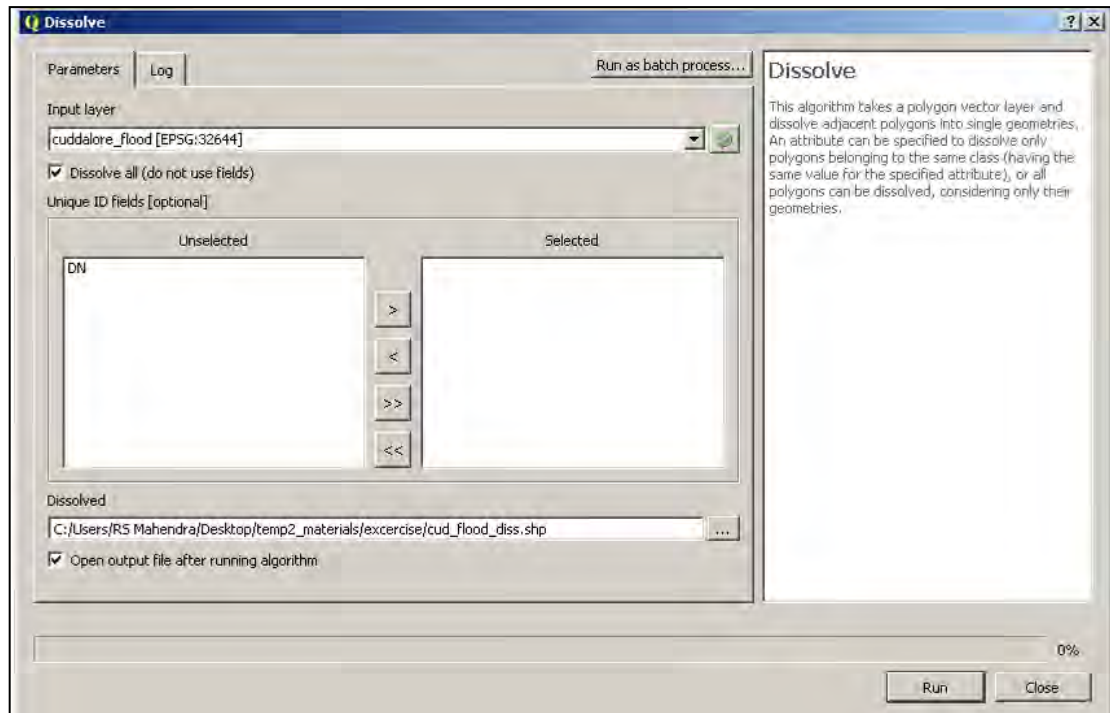 Dissolve
Parameters
Log
Run as batch process...
Input layer
cuddalore_flood [EPSG:32644]
Dissolve all (do not use fields)
Unique ID fields [optional]
Unselected
Selected
DN
>
<
>>
<<
Dissolved
C:/Users/RS Mahendra/Desktop/temp2_materials/excercise/cud_flood_diss.shp
...
Open output file after running algorithm
Dissolve
This algorithm takes a polygon vector layer and
dissolve adjacent polygons into single geometries.
An attribute can be specified to dissolve only
polygons belonging to the same class (having the
same value for the specified attribute), or all
polygons can be dissolved, considering only their
geometries.
0%
Run
Close